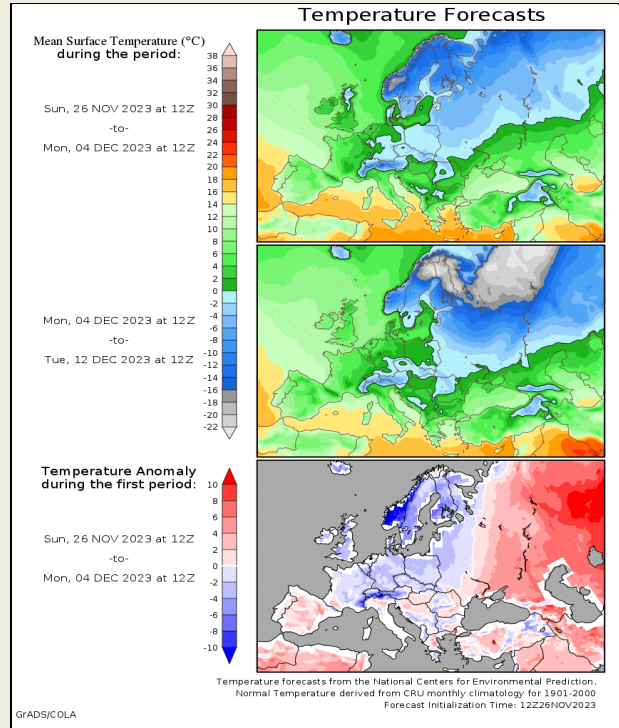 Temperature Forecasts
Mean Surface Temperature (°C)
during the period:
Sun, 26 NOV 2023 at 12Z
-to-
Mon, 04 DEC 2023 at 12Z
38
36
34
32
30
28
26
24
22
20
18
16
14
12
10
8
6
4
2
0
-2
-4
-6
-8
-10
-12
-14
-16
-18
-20
-22
Mon, 04 DEC 2023 at 12Z
-to-
Tue, 12 DEC 2023 at 12Z
Temperature Anomaly
during the first period:
Sun, 26 NOV 2023 at 12Z
-to-
Mon, 04 DEC 2023 at 12Z
10
8
6
4
2
0
-2
-4
-6
-8
-10
Temperature forecasts from the National Centers for Environmental Prediction.
Normal Temperature derived from CRU monthly climatology for 1901-2000
Forecast Initialization Time: 12Z26NOV2023
GrADS/COLA